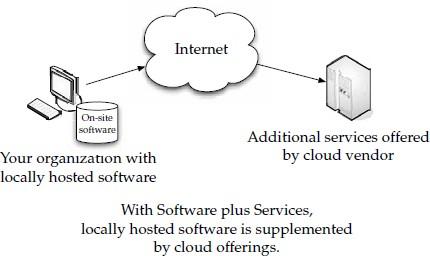 Internet
On-site
software
Your organization with
locally hosted software
Additional services offered
by cloud vendor
With Software plus Services,
locally hosted software is supplemented
by cloud offerings.